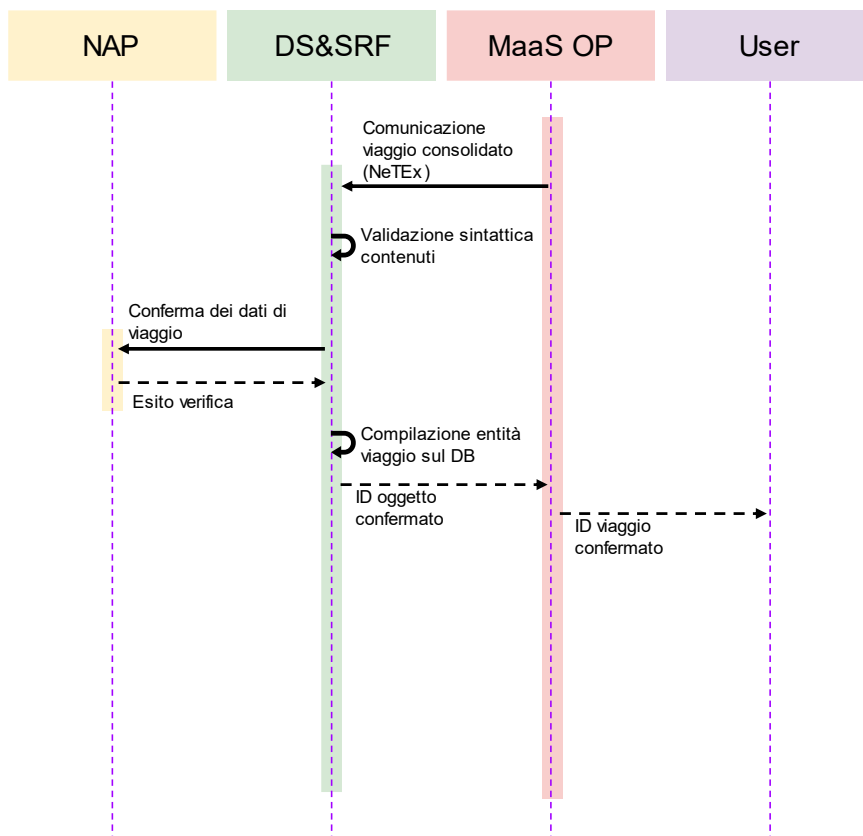 NAP
DS&SRF
MaaS OP
User
Comunicazione
viaggio consolidato
(NeTEx)
Validazione sintattica
contenuti
Conferma dei dati di
viaggio
Esito verifica
Compilazione entità
viaggio sul DB
ID oggetto
confermato
ID viaggio
confermato